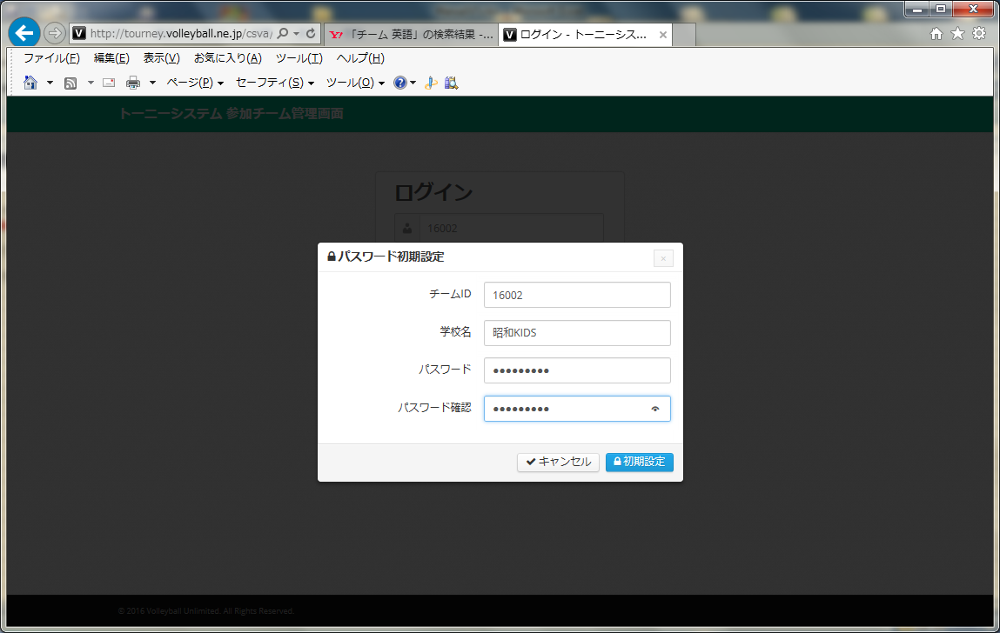 http://tourney.volleyball.ne.jp/csva/
「チーム 英語」の検索結果 -...
ログイン - トーニーシス...
ファイル(F) 編集(E) 表示(V) お気に入り(A) ツール(T) ヘルプ(H)
ページ(P) セーフティ(S) ツール(O)
トーニーシステム 参加チーム管理画面
ログイン
16002
パスワード初期設定
チームID 16002
学校名 昭和KIDS
パスワード ●●●●●●●●●
パスワード確認 ●●●●●●●●●
キャンセル 初期設定
© 2016 Volleyball Unlimited. All Rights Reserved.